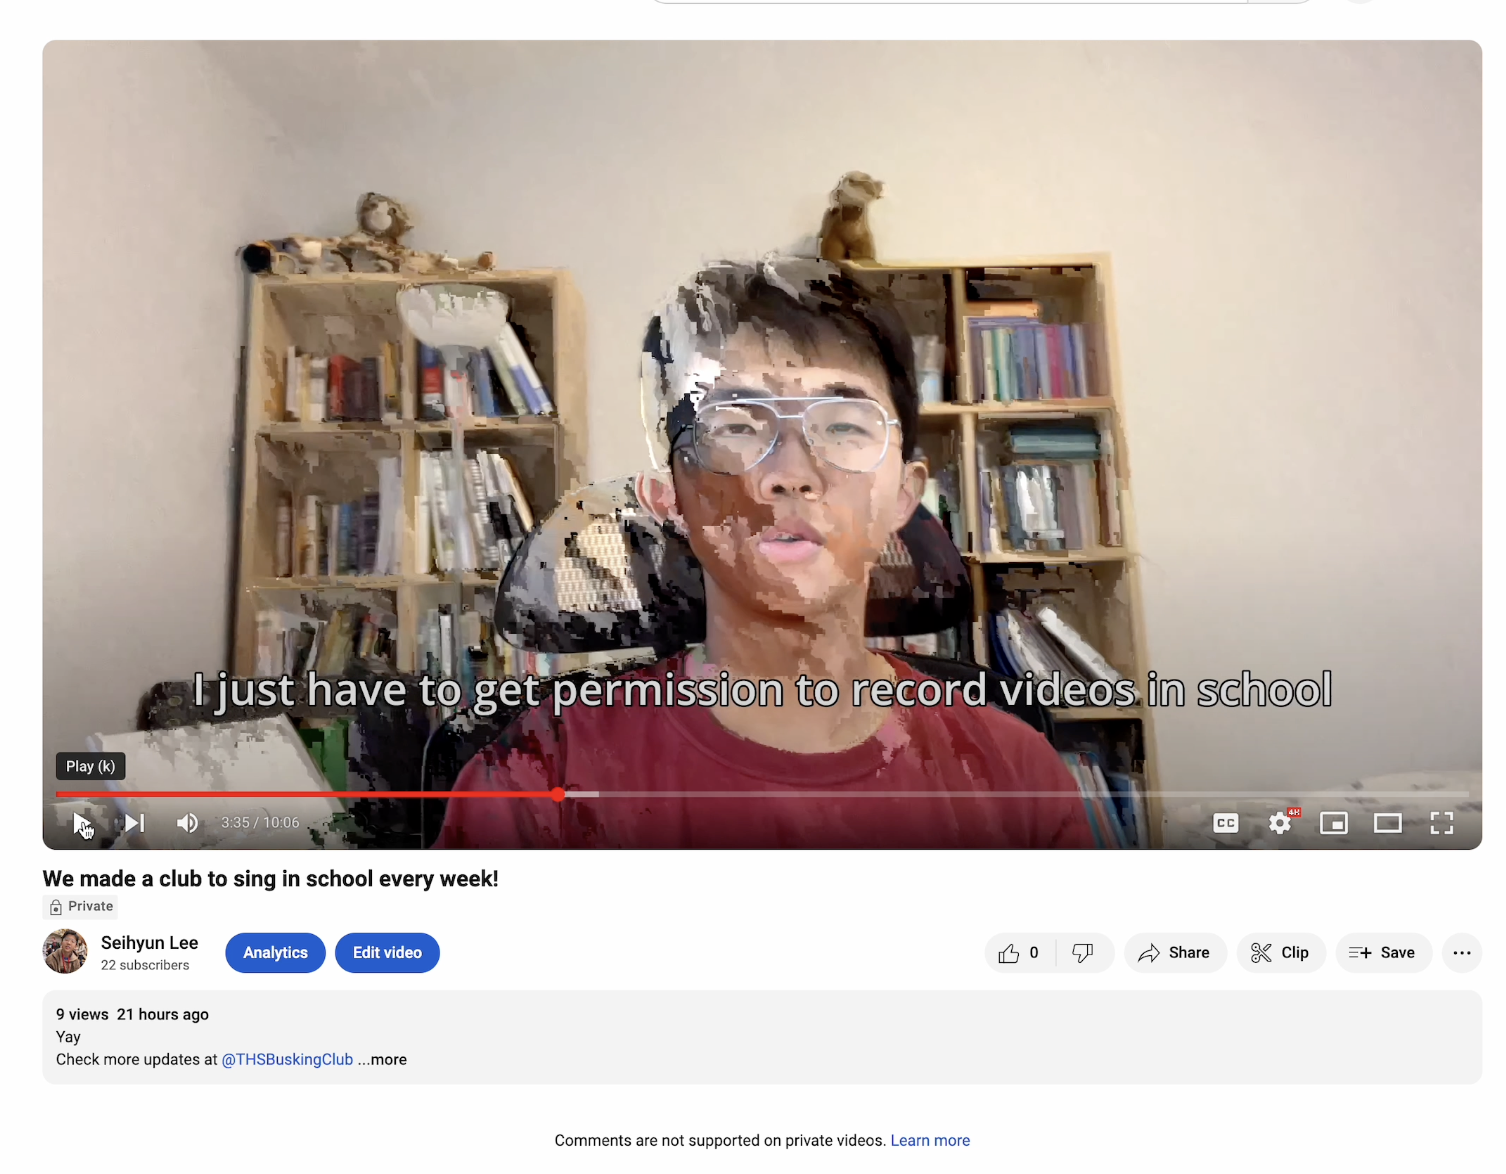 I just have to get permission to record videos in school
Play (k)
3:35 / 10:06
CC
4K
We made a club to sing in school every week!
Private
Seihyun Lee
22 subscribers
Analytics
Edit video
0
Share
Clip
Save
9 views 21 hours ago
Yay
Check more updates at @THSBuskingClub ...more
Comments are not supported on private videos. Learn more